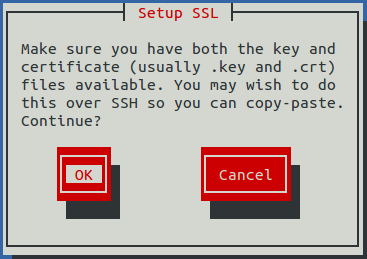 Setup SSL
Make sure you have both the key and
certificate (usually .key and .crt)
files available. You may wish to do
this over SSH so you can copy-paste.
Continue?
OK
Cancel